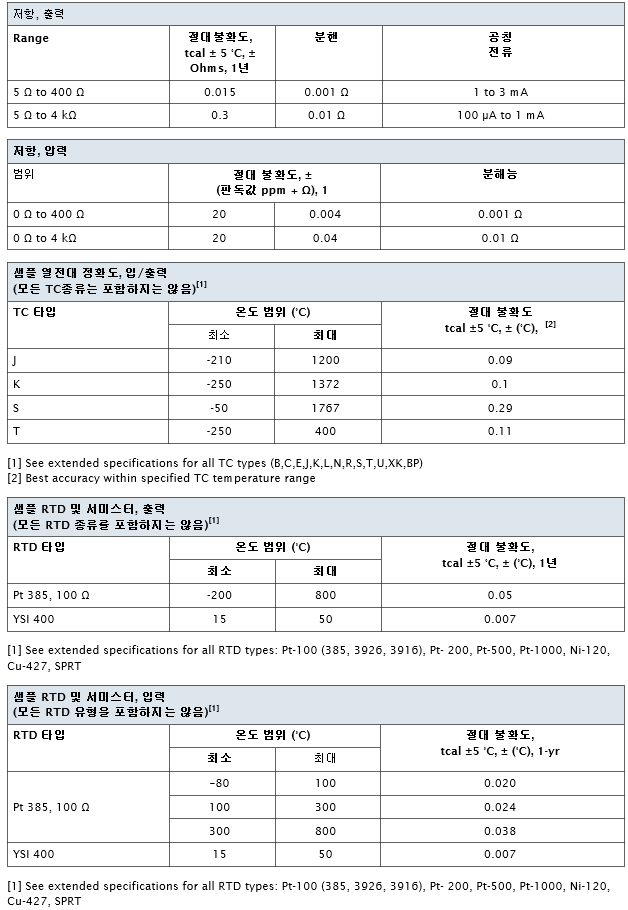 저항, 출력
Range 절대 불확도, 분핸 공칭
tcal ± 5 °C, ± 전류
Ohms, 1년
5 Ω to 400 Ω 0.015 0.001 Ω 1 to 3 mA
5 Ω to 4 kΩ 0.3 0.01 Ω 100 μA to 1 mA
저항, 압력
범위 절대 불확도, ± 분해능
(판독값 ppm + Ω), 1
0 Ω to 400 Ω 20 0.004 0.001 Ω
0 Ω to 4 kΩ 20 0.04 0.01 Ω
샘플 열전대 정확도, 입/출력
(모든 TC종류는 포함하지는 않음)[1]
TC 타입 온도 범위 (°C) 절대 불확도
tcal ±5 °C, ± (°C), [2]
최소 최대
J -210 1200 0.09
K -250 1372 0.1
S -50 1767 0.29
T -250 400 0.11
[1] See extended specifications for all TC types (B,C,E,J,K,L,N,R,S,T,U,XK,BP)
[2] Best accuracy within specified TC temperature range
샘플 RTD 및 서미스터, 출력
(모든 RTD 종류를 포함하지는 않음)[1]
RTD 타입 온도 범위 (°C) 절대 불확도,
tcal ±5 °C, ± (°C), 1년
최소 최대
Pt 385, 100 Ω -200 800 0.05
YSI 400 15 50 0.007
[1] See extended specifications for all RTD types: Pt-100 (385, 3926, 3916), Pt- 200, Pt-500, Pt-1000, Ni-120,
Cu-427, SPRT
샘플 RTD 및 서미스터, 입력
(모든 RTD 유형을 포함하지는 않음)[1]
RTD 타입 온도 범위 (°C) 절대 불확도,
tcal ±5 °C, ± (°C), 1-yr
최소 최대
–80 100 0.020
Pt 385, 100 Ω 100 300 0.024
300 800 0.038
YSI 400 15 50 0.007
[1] See extended specifications for all RTD types: Pt-100 (385, 3926, 3916), Pt- 200, Pt-500, Pt-1000, Ni-120,
Cu-427, SPRT